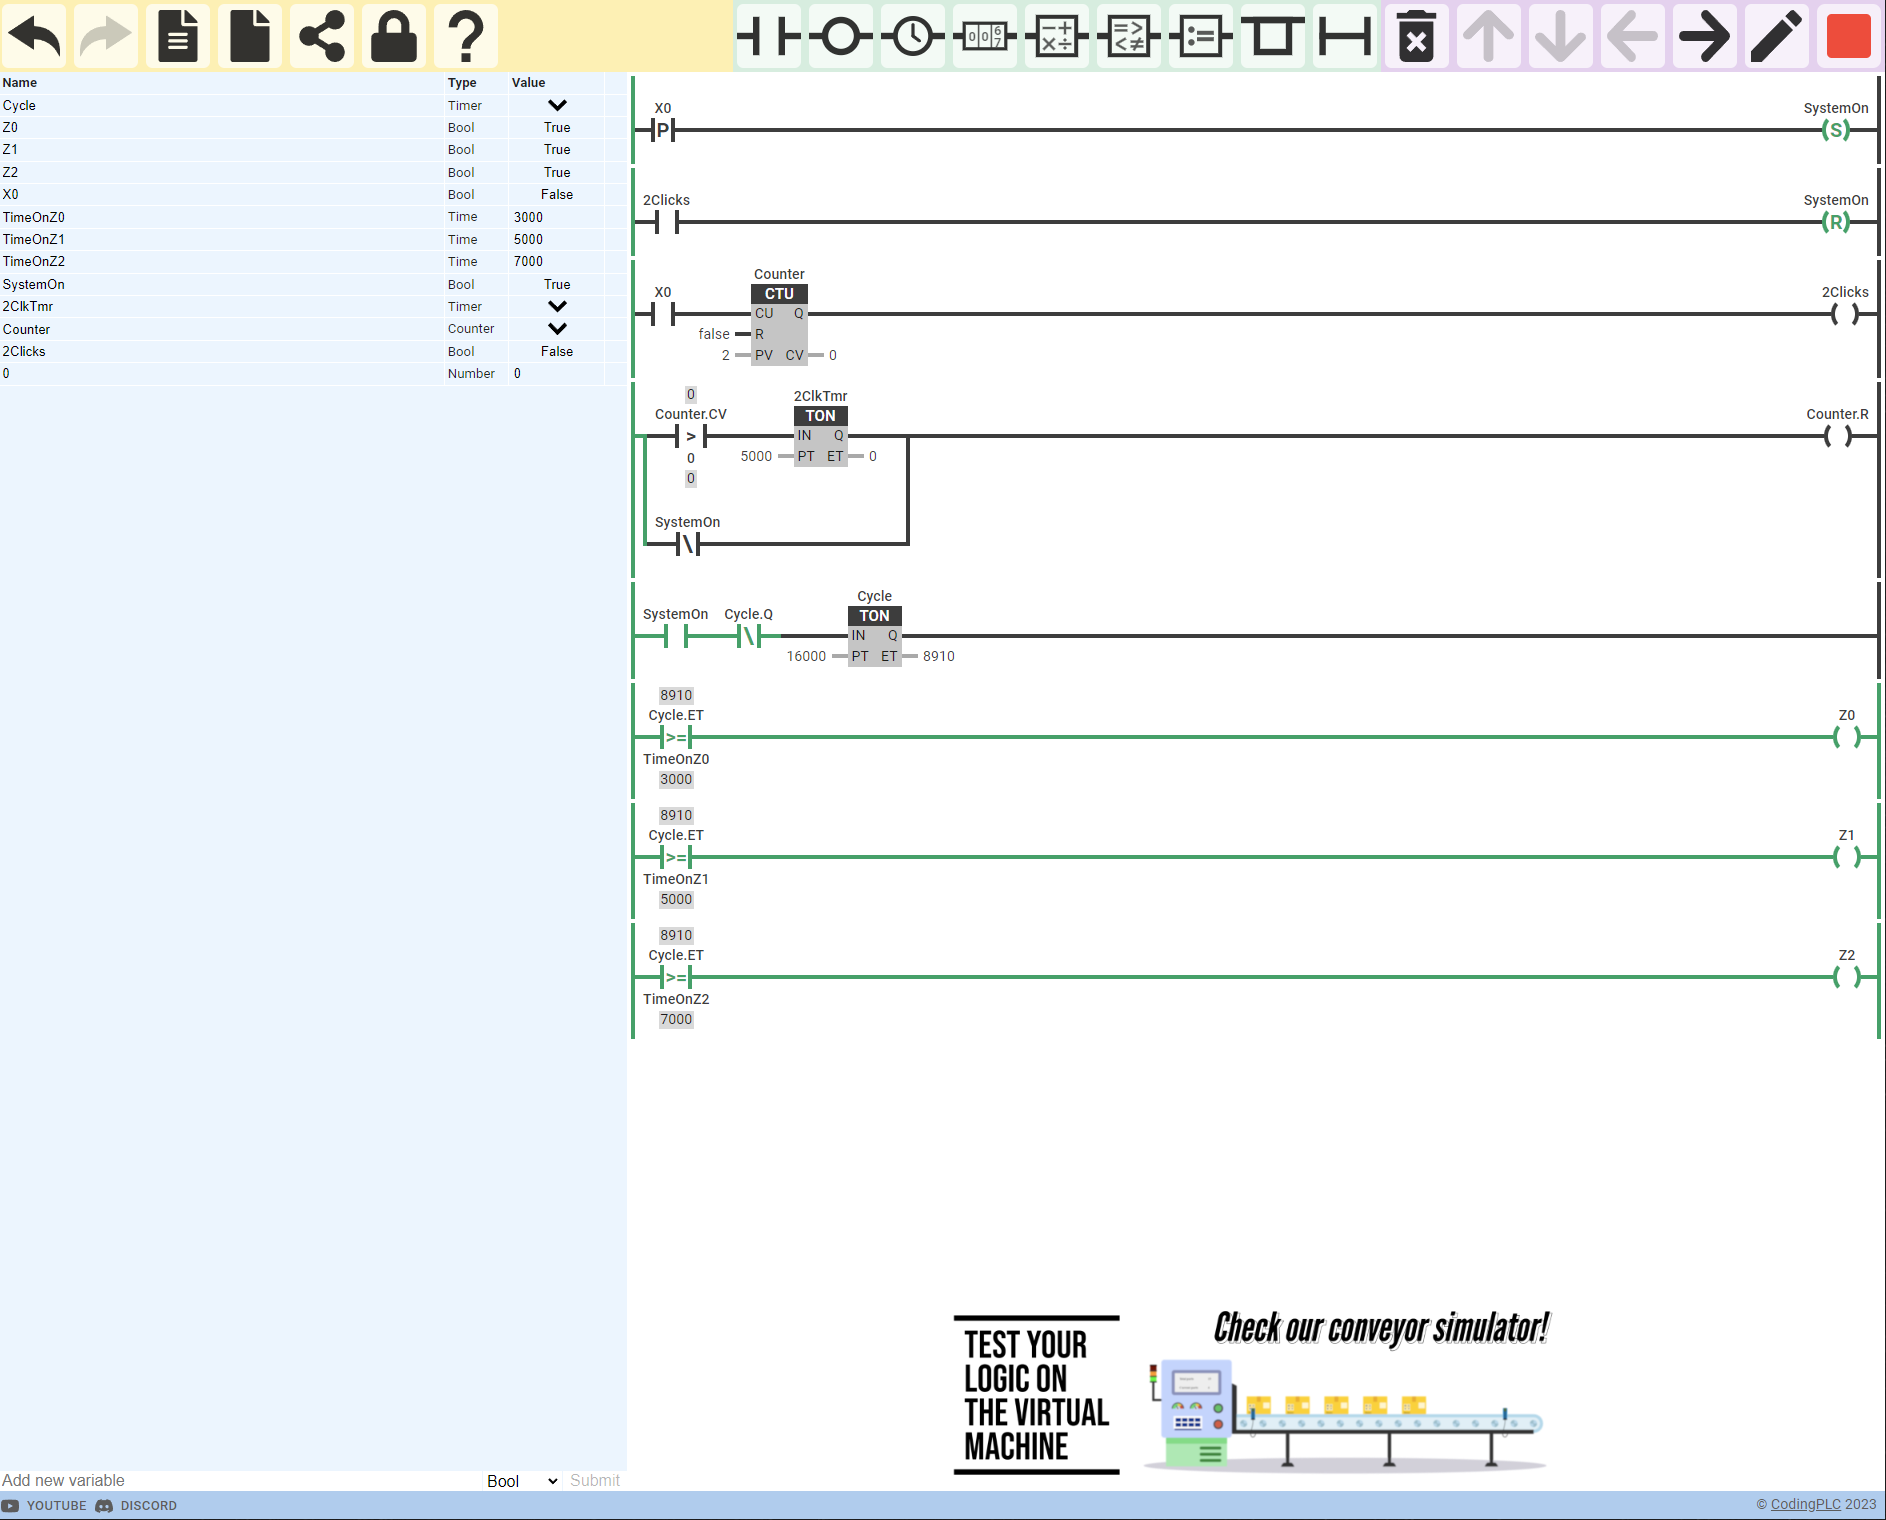 Name Type Value
Cycle Timer
Z0 Bool True
Z1 Bool True
Z2 Bool True
X0 Bool False
TimeOnZ0 Time 3000
TimeOnZ1 Time 5000
TimeOnZ2 Time 7000
SystemOn Bool True
2ClkTmr Timer
Counter Counter
2Clicks Bool False
0 Number 0
X0 SystemOn
P (S)
2Clicks SystemOn
(R)
Counter
X0 CTU 2Clicks
CU Q
false R
2 PV CV 0
0 2ClkTmr
Counter.CV TON Counter.R
> IN Q
0 5000 PT ET 0
0
SystemOn
Cycle
SystemOn Cycle.Q TON
IN Q
16000 PT ET 8910
8910
Cycle.ET Z0
>=
TimeOnZ0
3000
8910
Cycle.ET Z1
>=
TimeOnZ1
5000
8910
Cycle.ET Z2
>=
TimeOnZ2
7000
Check our conveyor simulator!
TEST YOUR
LOGIC ON
THE VIRTUAL
MACHINE
Add new variable Bool Submit
YOUTUBE DISCORD © CodingPLC 2023